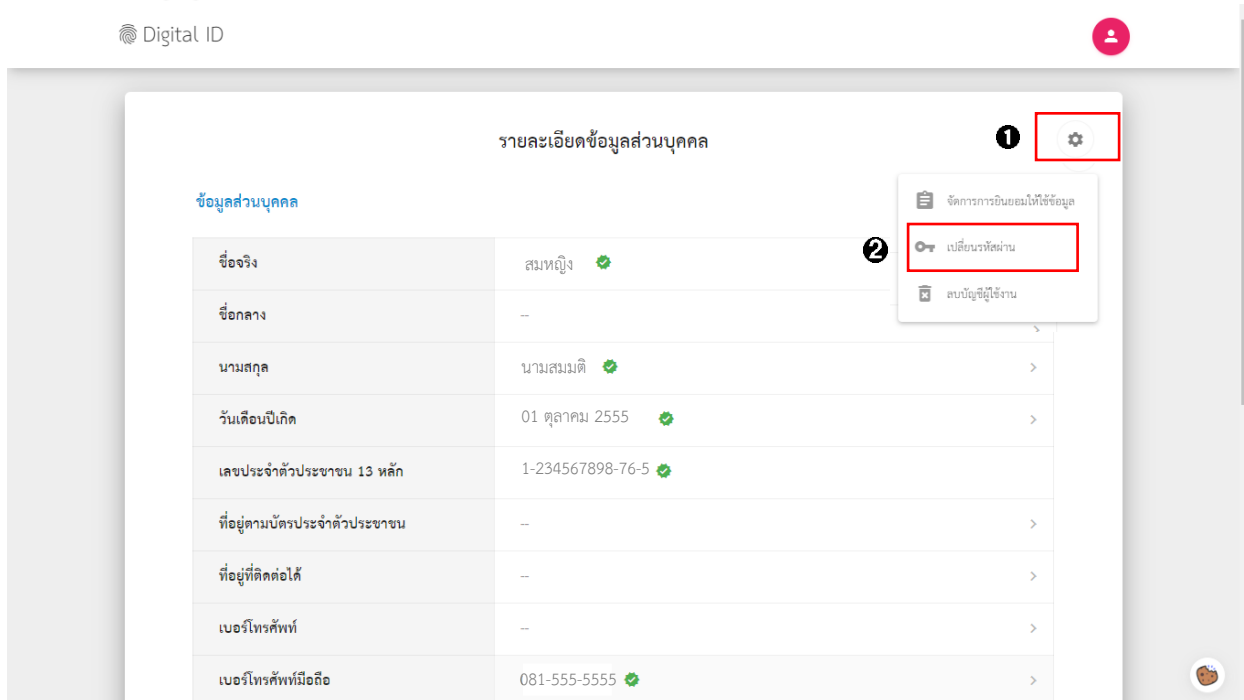 Digital ID
รายละเอียดข้อมูลส่วนบุคคล
❶
ข้อมูลส่วนบุคคล
จัดการการยินยอมให้ใช้ข้อมูล
❷
เปลี่ยนรหัสผ่าน
ลบบัญชีผู้ใช้งาน
ชื่อจริง สมหญิง
ชื่อกลาง --
นามสกุล นามสมมติ
วันเดือนปีเกิด 01 ตุลาคม 2555
เลขประจำตัวประชาชน 13 หลัก 1-234567898-76-5
ที่อยู่ตามบัตรประจำตัวประชาชน --
ที่อยู่ที่ติดต่อได้ --
เบอร์โทรศัพท์ --
เบอร์โทรศัพท์มือถือ 081-555-5555